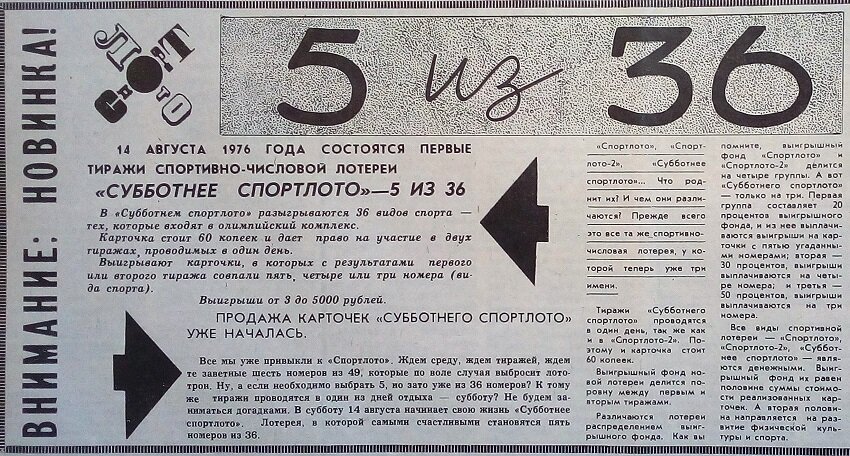 ВНИМАНИЕ: НОВИНКА!
СПОРТ
ЛОТО
5 из 36
14 АВГУСТА 1976 ГОДА СОСТОЯТСЯ ПЕРВЫЕ
ТИРАЖИ СПОРТИВНО-ЧИСЛОВОЙ ЛОТЕРЕИ
«СУББОТНЕЕ СПОРТЛОТО»—5 ИЗ 36
В «Субботнем спортлото» разыгрываются 36 видов спорта —
тех, которые входят в олимпийский комплекс.
Карточка стоит 60 копеек и дает право на участие в двух
тиражах, проводимых в один день.
Выигрывают карточки, в которых с результатами первого
или второго тиража совпали пять, четыре или три номера (ви-
да спорта).
Выигрыши от 3 до 5000 рублей.
ПРОДАЖА КАРТОЧЕК «СУББОТНЕГО СПОРТЛОТО»
УЖЕ НАЧАЛАСЬ.
Все мы уже привыкли к «Спортлото». Ждем среду, ждем тиражей, ждем
те заветные шесть номеров из 49, которые по воле случая выбросит лото-
трон. Ну, а если необходимо выбрать 5, но зато уже из 36 номеров? К тому
же тиражи проводятся в один из дней отдыха — субботу? Не будем за-
ниматься догадками. В субботу 14 августа начинает свою жизнь «Субботнее
спортлото». Лотерея, в которой самыми счастливыми становятся пять
номеров из 36.
«Спортлото», «Спорт-
лото-2», «Субботнее
спортлото»... Что род-
нит их? И чем они разли-
чаются? Прежде всего
это все та же спортивно-
числовая лотерея, у ко-
торой теперь уже три
имени.
Тиражи «Субботнего
спортлото» проводятся
в один день, так же как
и в «Спортлото-2». По-
этому и карточка стоит
60 копеек.
Выигрышный фонд но-
вой лотереи делится по-
ровну между первым и
вторым тиражами.
Различаются лотереи
распределением выиг-
рышного фонда. Как вы
помните, выигрышный
фонд «Спортлото» и
«Спортлото-2» делится
на четыре группы. А вот
«Субботнего спортлото»
— только на три. Первая
группа составляет 20
процентов выигрышного
фонда, и из нее выплачи-
ваются выигрыши на кар-
точки с пятью угаданны-
ми номерами; вторая —
30 процентов, выигрыши
выплачиваются на четы-
ре номера; и третья —
50 процентов, выигрыши
выплачиваются на три
номера.
Все виды спортивной
лотереи — «Спортлото»,
«Спортлото-2», «Суббот-
нее спортлото» — явля-
ются денежными. Выиг-
рышный фонд их равен
половине суммы стоимо-
сти реализованных кар-
точек. А вторая полови-
на направляется на раз-
витие физической куль-
туры и спорта.